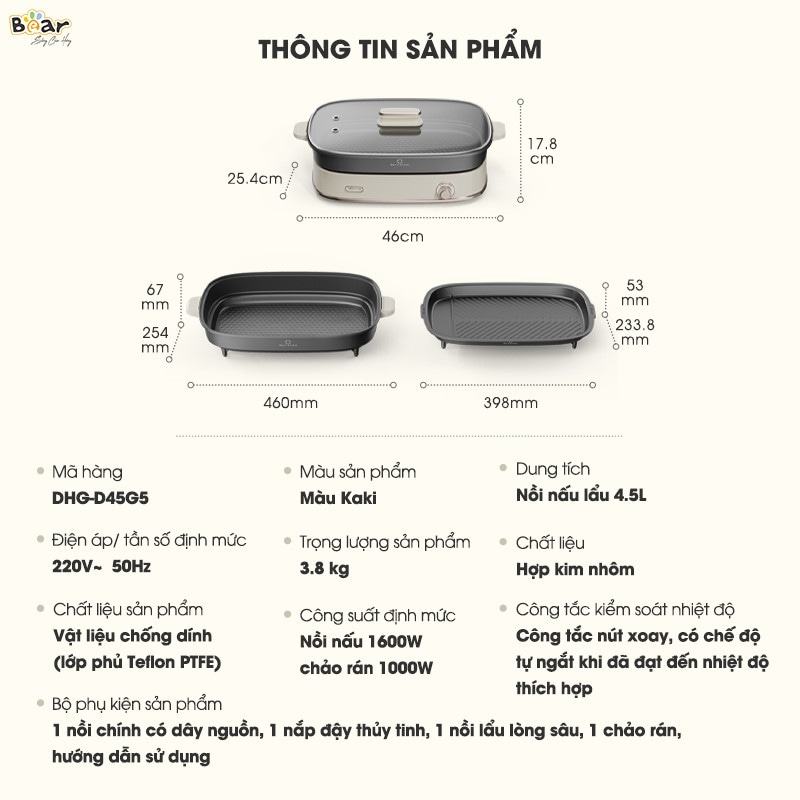 Bear
THÔNG TIN SẢN PHẨM
17.8
cm
25.4cm
46cm
67
mm
254
mm
460mm
53
mm
233.8
mm
398mm
Mã hàng
DHG-D45G5
Màu sản phẩm
Màu Kaki
Dung tích
Nồi nấu lẩu 4.5L
Điện áp/ tần số định mức
220V~ 50Hz
Trọng lượng sản phẩm
3.8 kg
Chất liệu
Hợp kim nhôm
Chất liệu sản phẩm
Vật liệu chống dính
(lớp phủ Teflon PTFE)
Công suất định mức
Nồi nấu 1600W
chảo rán 1000W
Công tắc kiểm soát nhiệt độ
Công tắc nút xoay, có chế độ
tự ngắt khi đã đạt đến nhiệt độ
thích hợp
Bộ phụ kiện sản phẩm
1 nồi chính có dây nguồn, 1 nắp đậy thủy tinh, 1 nồi lẩu lòng sâu, 1 chảo rán,
hướng dẫn sử dụng